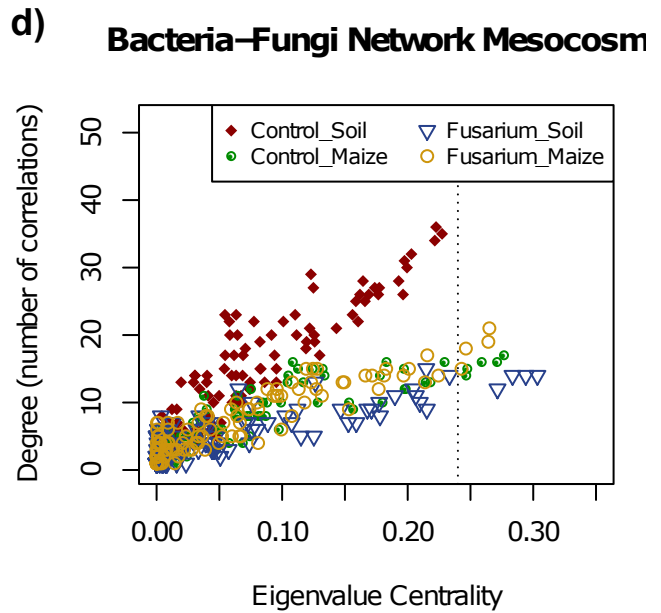 d)
Bacteria–Fungi Network Mesocosm
Control_Soil
Fusarium_Soil
Control_Maize
Fusarium_Maize
Degree (number of correlations)
50
40
30
20
10
0
0.00 0.10 0.20 0.30
Eigenvalue Centrality